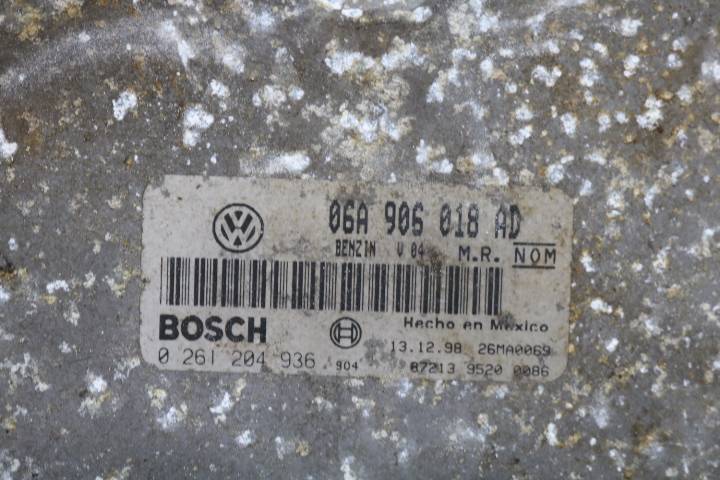 06A 906 018 AD
BENZIN V 04
M.R. NOM
BOSCH
Hecho en Mexico
0 261 204 936 904
13.12.98 26MA0069
87213 9520 0086